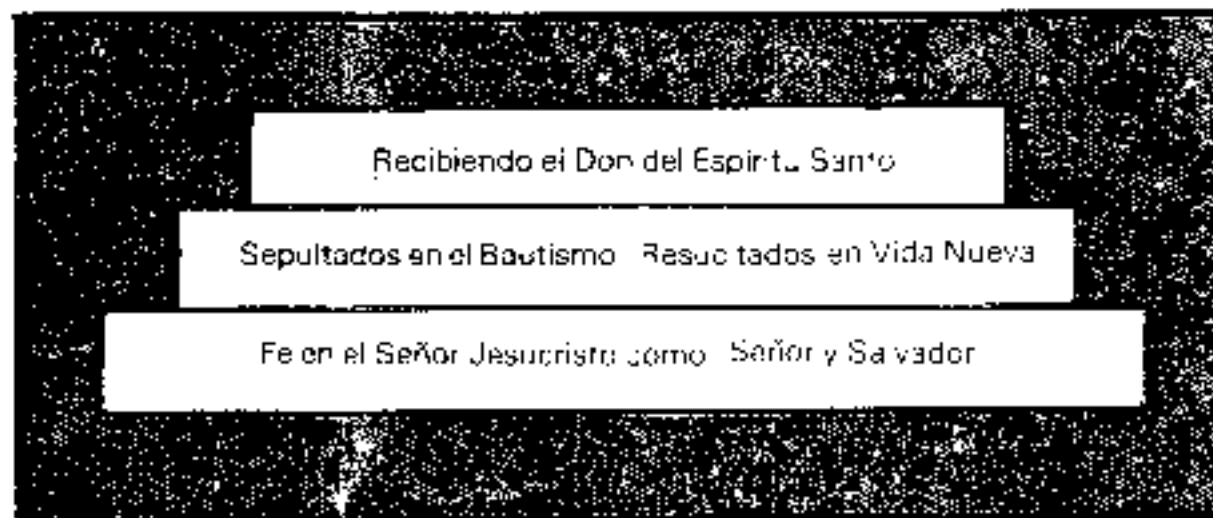 Recibiendo el Don del Espiritu Santo
Sepultados en el Bautismo Resucitados en Vida Nueva
Fe en el Señor Jesucristo como Señor y Salvador